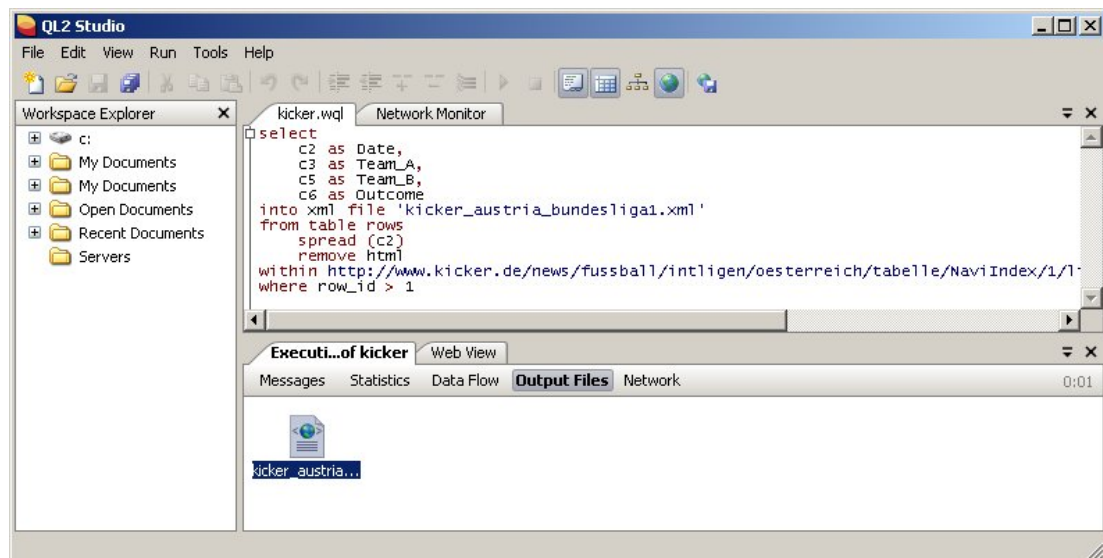 QL2 Studio
File Edit View Run Tools Help
Workspace Explorer
c:
My Documents
My Documents
Open Documents
Recent Documents
Servers
kicker.wql Network Monitor
select
c2 as Date,
c3 as Team_A,
c5 as Team_B,
c6 as Outcome
into xml file 'kicker_austria_bundesliga1.xml'
from table rows
spread (c2)
remove html
within http://www.kicker.de/news/fussball/intligen/oesterreich/tabelle/NaviIndex/1/
where row_id > 1
Executi...of kicker Web View
Messages Statistics Data Flow Output Files Network 0:01
kicker_austria...